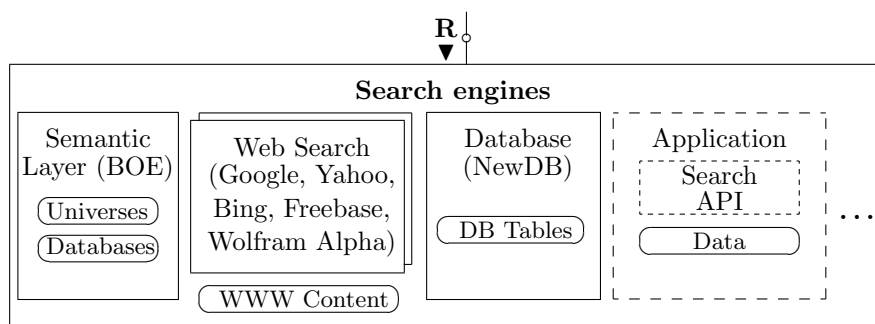 R
Search engines
Semantic
Layer (BOE)
Universes
Databases
Web Search
(Google, Yahoo,
Bing, Freebase,
Wolfram Alpha)
WWW Content
Database
(NewDB)
DB Tables
Application
Search
API
Data
...